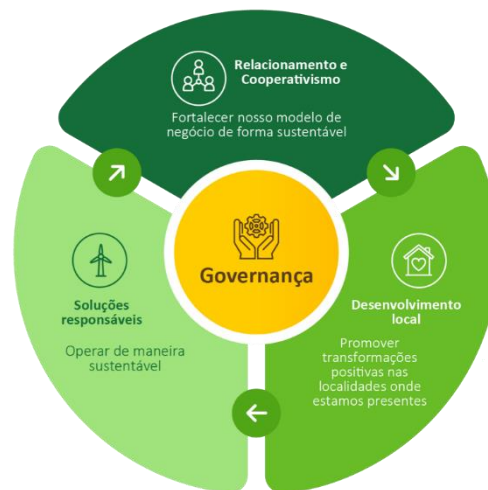 Relacionamento e
Cooperativismo
Fortalecer nosso modelo de
negócio de forma sustentável
Governança
Soluções
responsáveis
Operar de maneira
sustentável
Desenvolvimento
local
Promover
transformações
positivas nas
localidades onde
estamos presentes